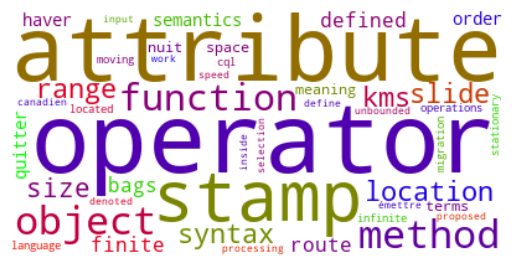 haver input semantics defined order
attribute
moving nuit work space cql speed
range function meaning kms slide
canadien located define unbounded operations
operator
quitter inside selection migration stationary
size bags stamp location
denoted infinite émettre terms proposed
object syntax route method
language finite processing